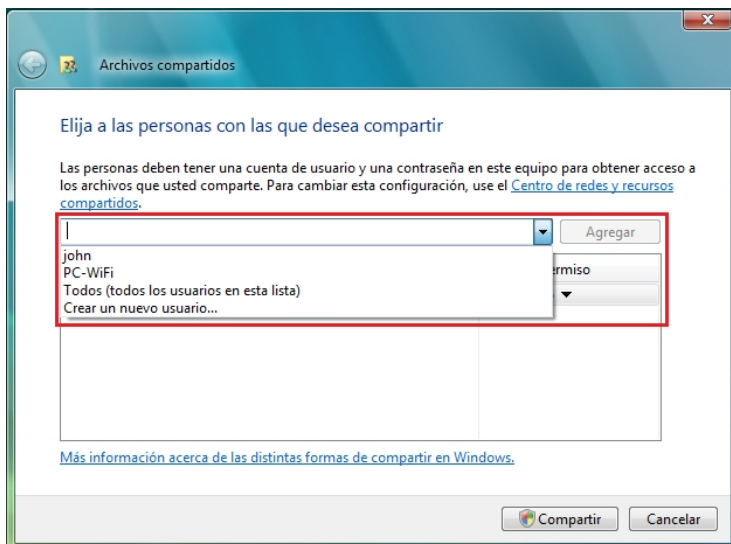 Archivos compartidos
Elija a las personas con las que desea compartir
Las personas deben tener una cuenta de usuario y una contraseña en este equipo para obtener acceso a
los archivos que usted comparte. Para cambiar esta configuración, use el Centro de redes y recursos
compartidos.
Agregar
john
PC-WiFi
Todos (todos los usuarios en esta lista)
Crear un nuevo usuario...
Más información acerca de las distintas formas de compartir en Windows.
Compartir
Cancelar